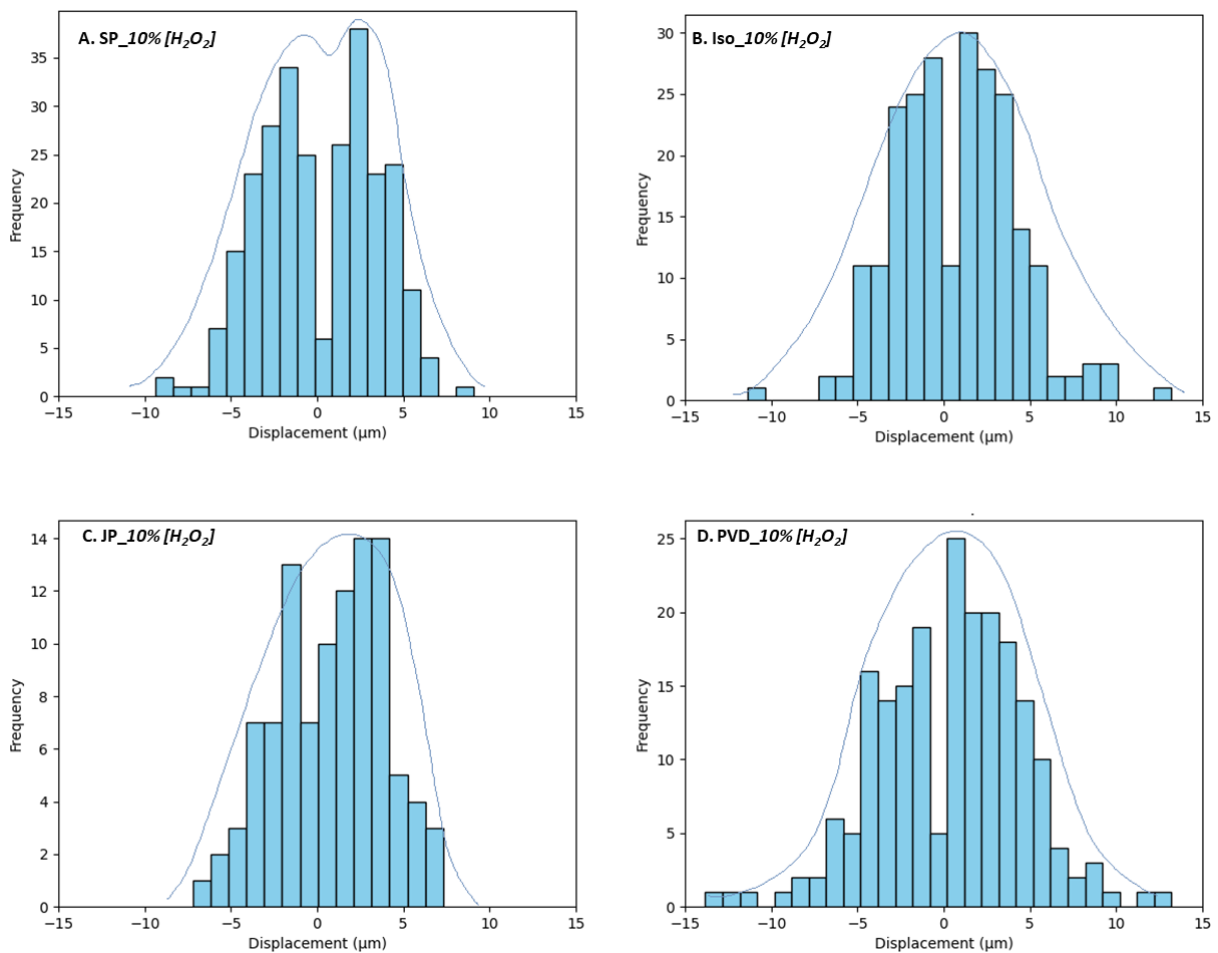 A. SP_10% [H₂O₂]
35
30
25
20
15
10
5
0
Frequency
−15 −10 −5 0 5 10 15
Displacement (μm)
B. Iso_10% [H₂O₂]
30
25
20
15
10
5
0
Frequency
−15 −10 −5 0 5 10 15
Displacement (μm)
C. JP_10% [H₂O₂]
14
12
10
8
6
4
2
0
Frequency
−15 −10 −5 0 5 10 15
Displacement (μm)
D. PVD_10% [H₂O₂]
25
20
15
10
5
0
Frequency
−15 −10 −5 0 5 10 15
Displacement (μm)